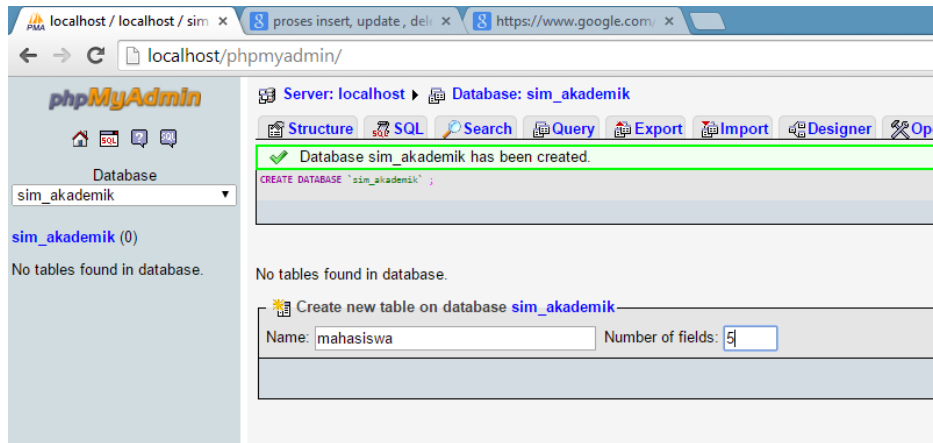 localhost / localhost / sim
proses insert, update , dele
https://www.google.com/
localhost/phpmyadmin/
phpMyAdmin
Database
sim_akademik
sim_akademik (0)
No tables found in database.
Server: localhost
Database: sim_akademik
Structure SQL Search Query Export Import Designer Op
Database sim_akademik has been created.
CREATE DATABASE `sim_akademik` ;
No tables found in database.
Create new table on database sim_akademik
Name: mahasiswa Number of fields: 5